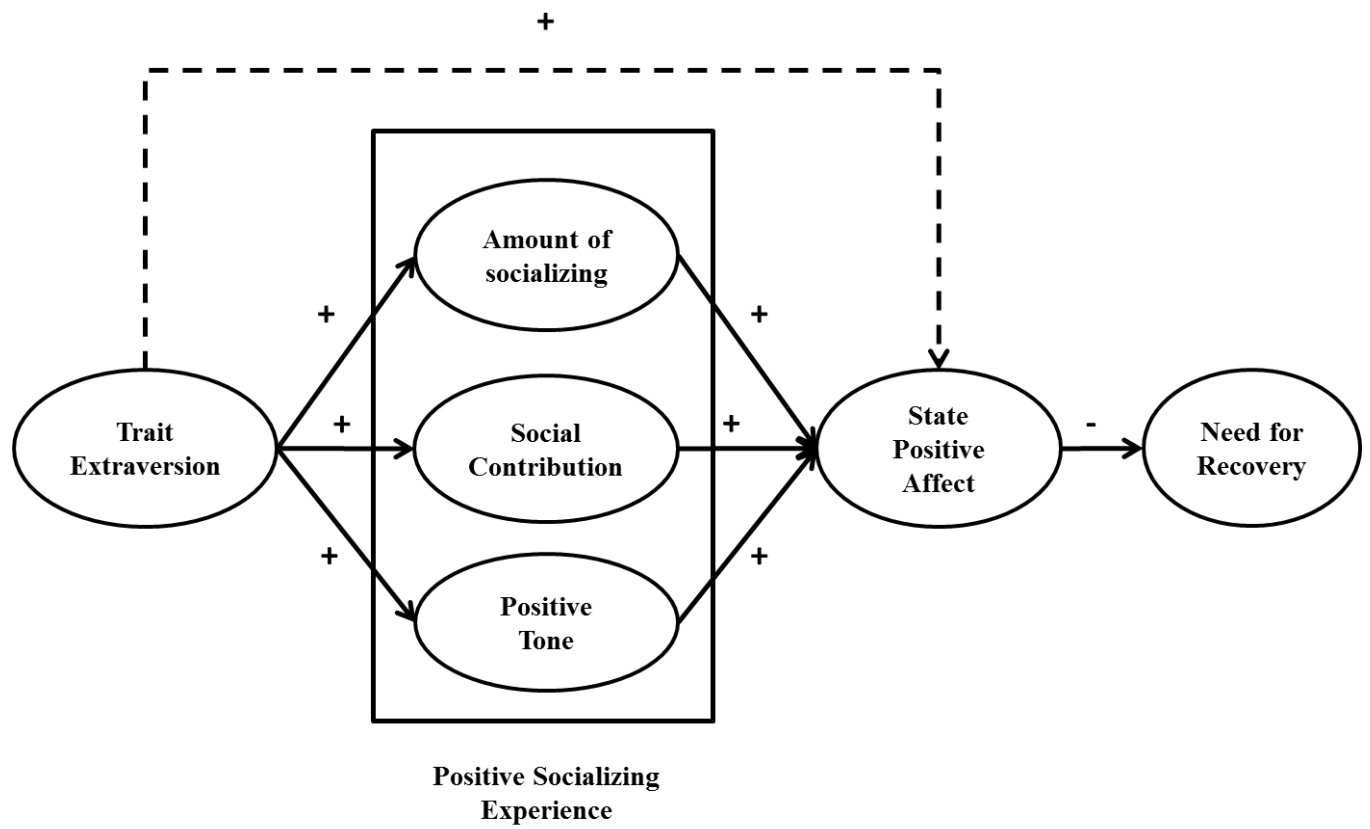 +
Amount of
socializing
+
+
Trait
Extraversion
+
Social
Contribution
+
State
Positive
Affect
-
Need for
Recovery
+
+
Positive
Tone
Positive Socializing
Experience